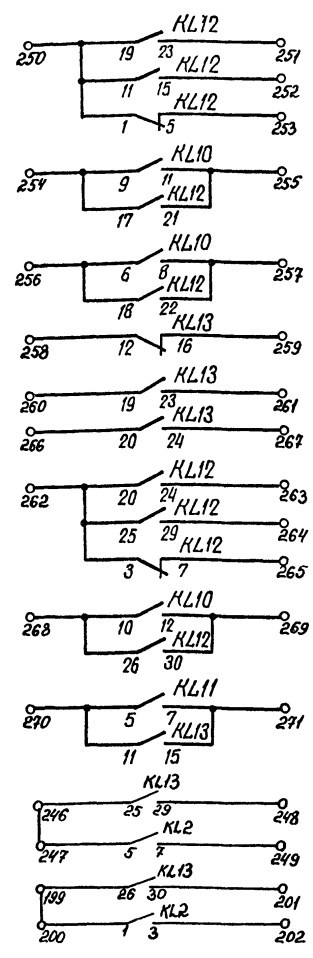 KL12
250 19 23 251
KL12
11 15 252
KL12
1 5 253
KL10
254 9 11 255
KL12
17 21
KL10
256 6 8 257
KL12
18 22
KL13
258 12 16 259
KL13
260 19 23 261
KL13
266 20 24 267
KL12
262 20 24 263
KL12
25 29 264
KL12
3 7 265
KL10
268 10 12 269
KL12
26 30
KL11
270 5 7 271
KL13
11 15
KL13
246 25 29 248
KL2
247 5 7 249
KL13
199 26 30 201
KL2
200 1 3 202